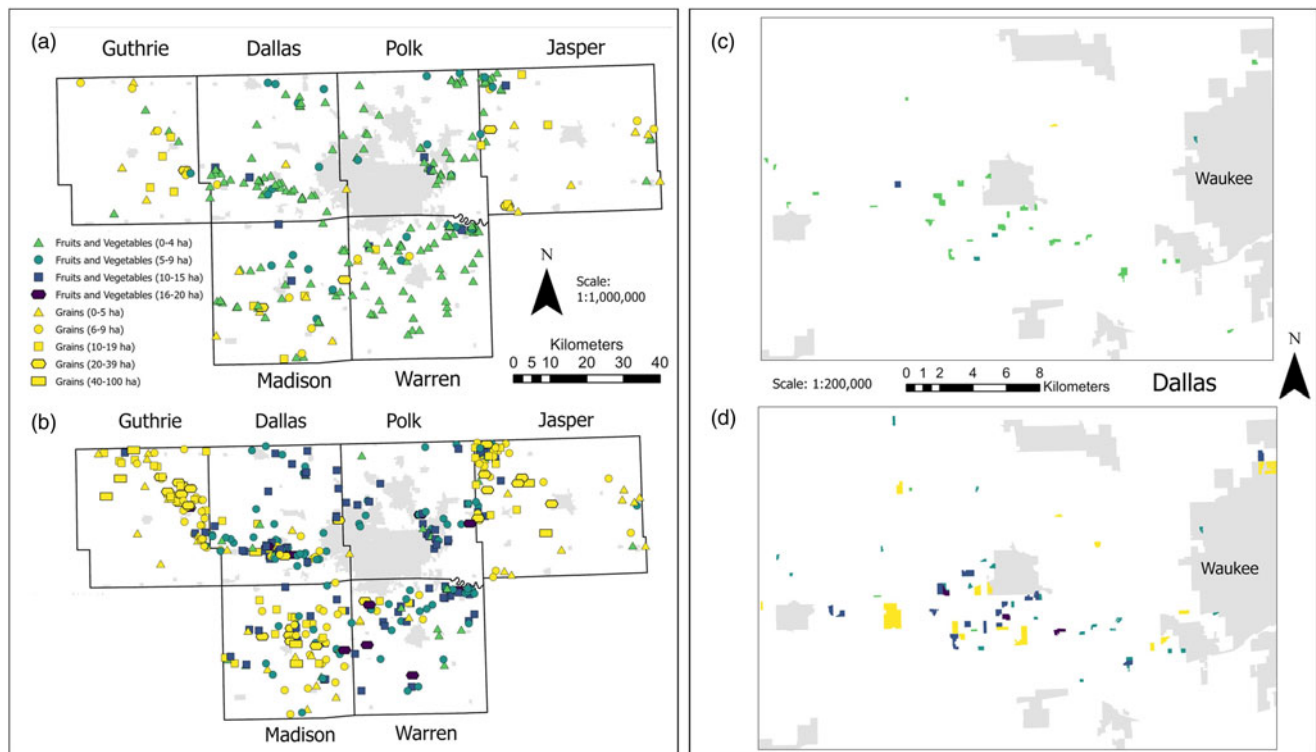 (a)
Guthrie Dallas Polk Jasper
Fruits and Vegetables (0-4 ha)
Fruits and Vegetables (5-9 ha)
Fruits and Vegetables (10-15 ha)
Fruits and Vegetables (16-20 ha)
Grains (0-5 ha)
Grains (6-9 ha)
Grains (10-19 ha)
Grains (20-39 ha)
Grains (40-100 ha)
N
Scale:
1:1,000,000
Kilometers
0 5 10 20 30 40
Madison Warren
(b)
Guthrie Dallas Polk Jasper
Madison Warren
(c)
Waukee
Scale: 1:200,000
0 1 2 4 6 8
Kilometers
Dallas
N
(d)
Waukee